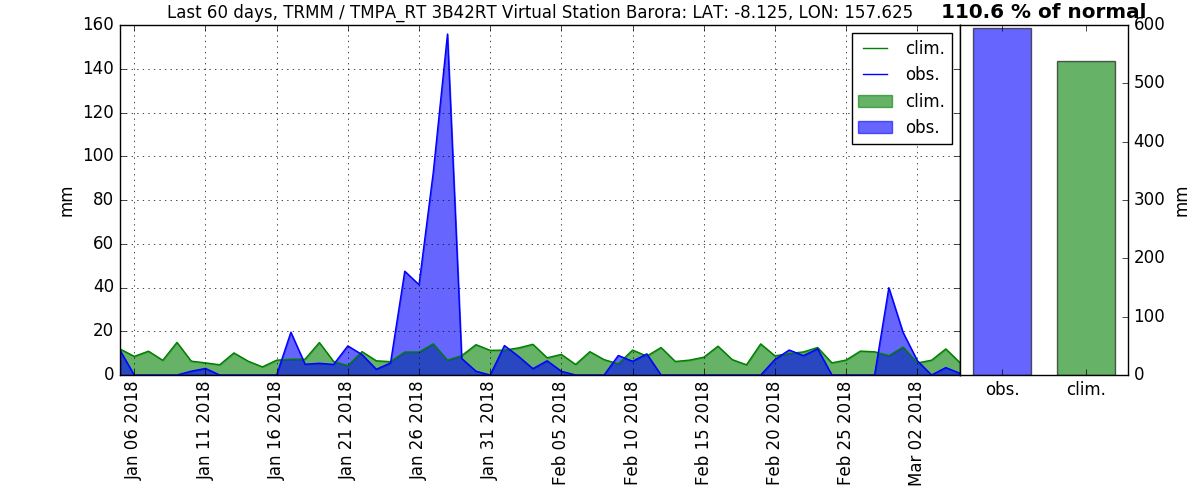 Last 60 days, TRMM / TMPA_RT 3B42RT Virtual Station Barora: LAT: -8.125, LON: 157.625
110.6 % of normal
160
140
120
100
80
60
40
20
0
mm
clim.
obs.
clim.
obs.
600
500
400
300
200
100
0
mm
Jan 06 2018
Jan 11 2018
Jan 16 2018
Jan 21 2018
Jan 26 2018
Jan 31 2018
Feb 05 2018
Feb 10 2018
Feb 15 2018
Feb 20 2018
Feb 25 2018
Mar 02 2018
obs.
clim.